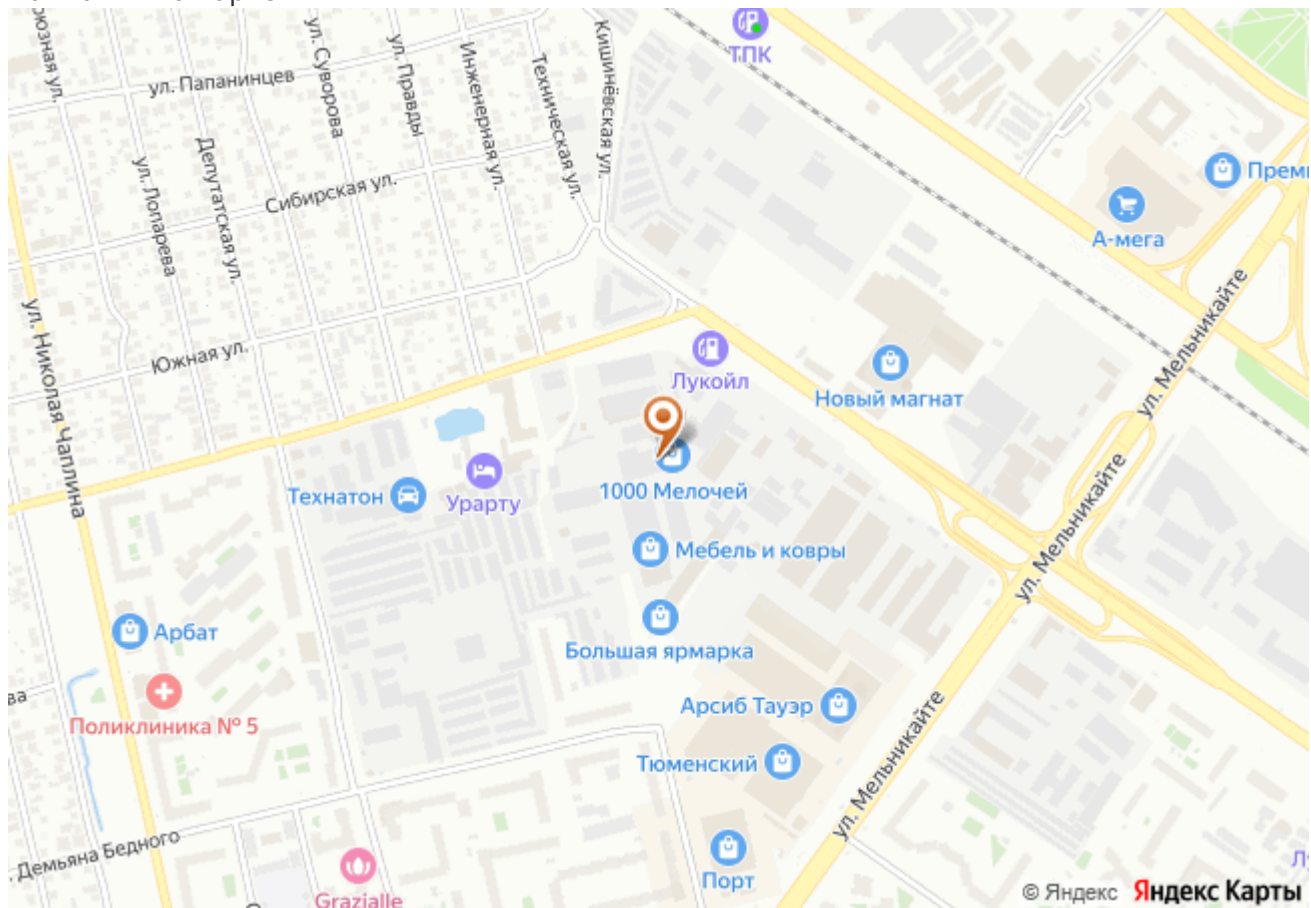 ТПК
ул. Папанинцев
ул. Суворова
ул. Правды
Инженерная ул.
Техническая ул.
Кишинёвская ул.
ул. Лопарева
Депутатская ул.
Сибирская ул.
А-мега
ул. Мельникайте
Южная ул.
ул. Николая Чаплина
Лукойл
Новый магнат
1000 Мелочей
Технатон
Урарту
ул. Мельникайте
Мебель и ковры
Арбат
Большая ярмарка
Поликлиника № 5
Арсиб Тауэр
Тюменский
ул. Мельникайте
Демьяна Бедного
Порт
Grazialle
© Яндекс Яндекс Карты